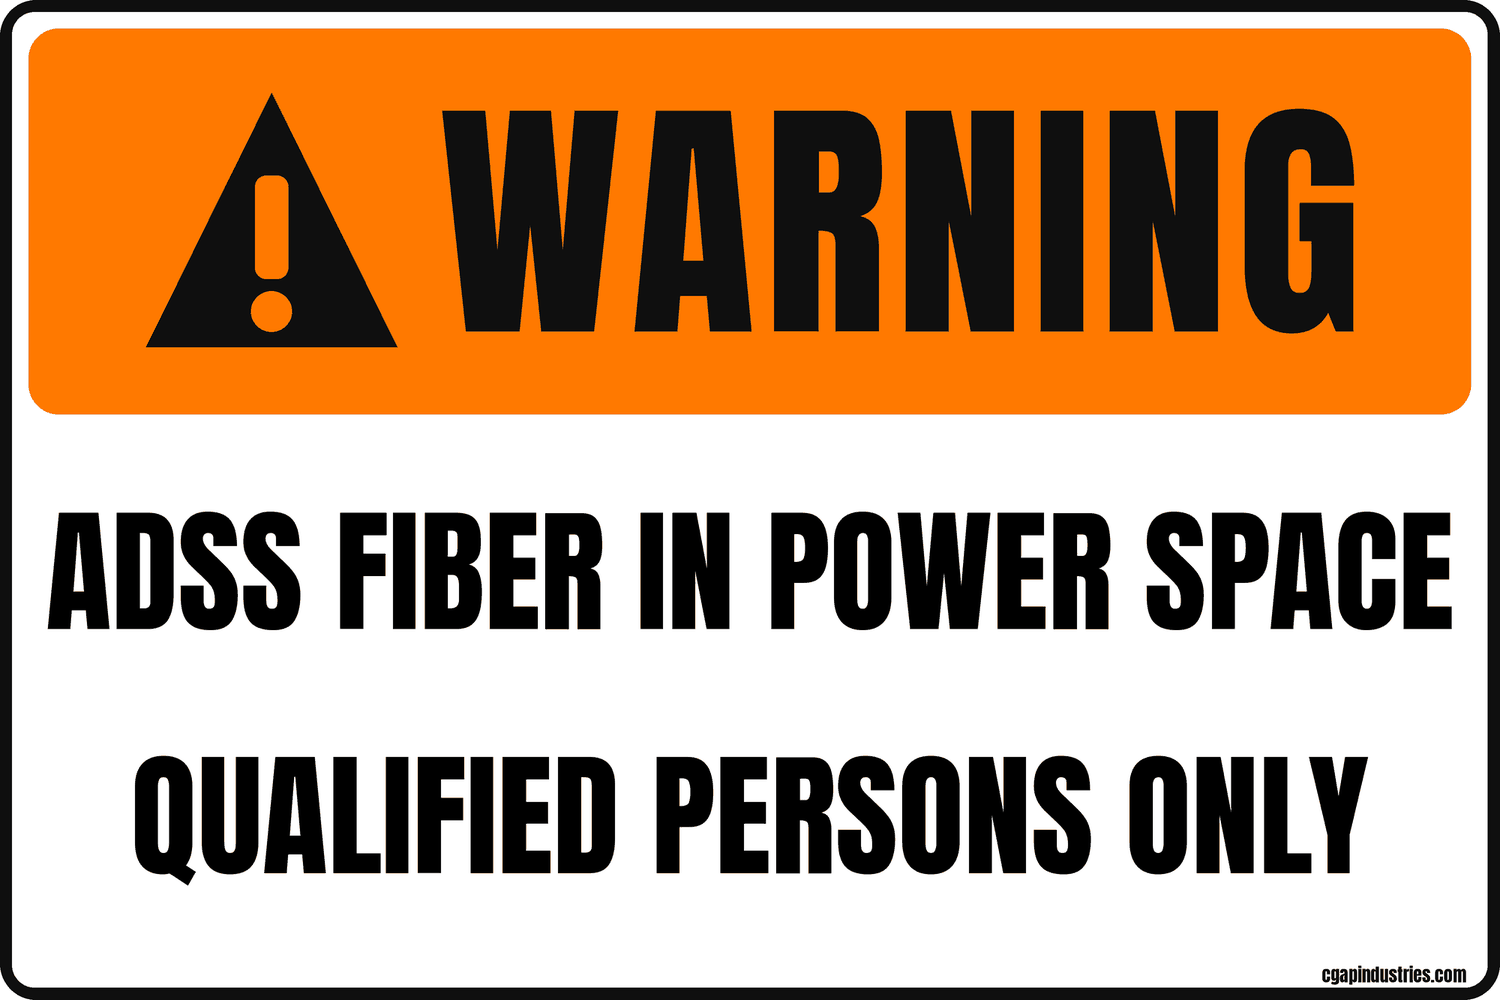 WARNING
ADSS FIBER IN POWER SPACE
QUALIFIED PERSONS ONLY
cgapindustries.com